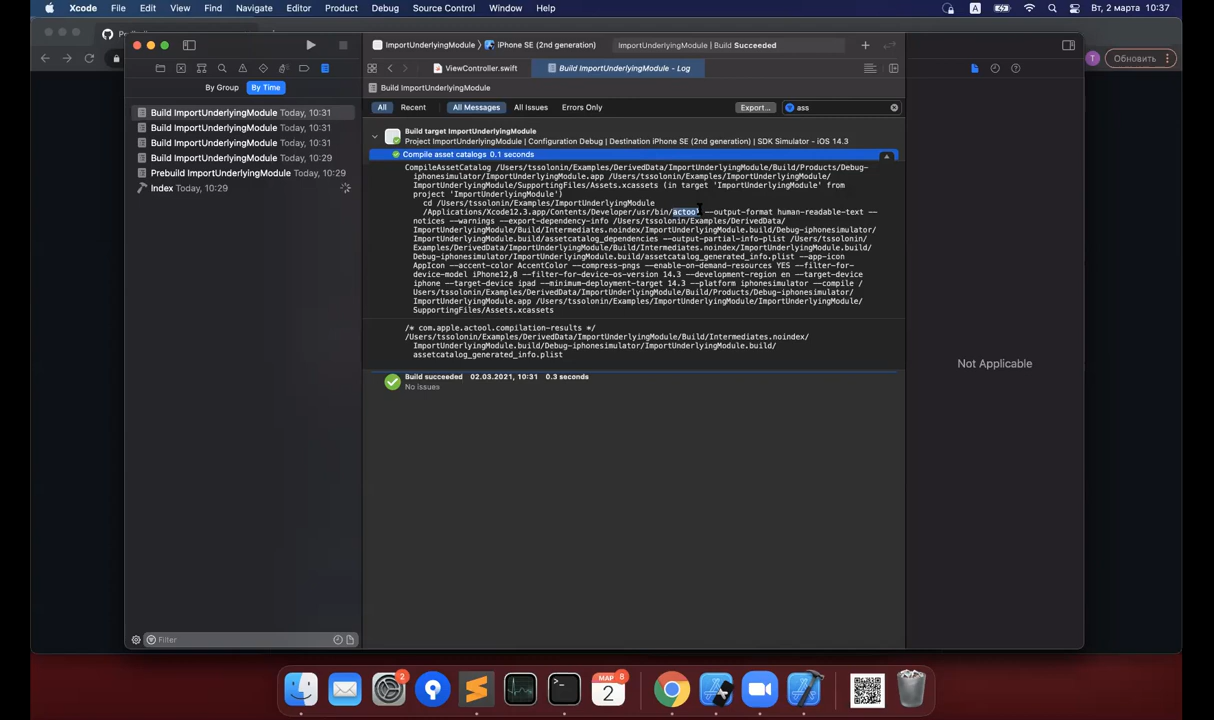 Xcode File Edit View Find Navigate Editor Product Debug Source Control Window Help A Вт, 2 марта 10:37
ImportUnderlyingModule iPhone SE (2nd generation) ImportUnderlyingModule | Build Succeeded
T Обновить
ViewController.swift Build ImportUnderlyingModule - Log
By Group By Time
Build ImportUnderlyingModule
All Recent All Messages All Issues Errors Only Export... ass
Build ImportUnderlyingModule Today, 10:31
Build ImportUnderlyingModule Today, 10:31
Build ImportUnderlyingModule Today, 10:31
Build ImportUnderlyingModule Today, 10:29
Prebuild ImportUnderlyingModule Today, 10:29
Index Today, 10:29
Build target ImportUnderlyingModule
Project ImportUnderlyingModule | Configuration Debug | Destination iPhone SE (2nd generation) | SDK Simulator - iOS 14.3
Compile asset catalogs 0.1 seconds
CompileAssetCatalog /Users/tssolonin/Examples/DerivedData/ImportUnderlyingModule/Build/Products/Debug-
iphonesimulator/ImportUnderlyingModule.app /Users/tssolonin/Examples/ImportUnderlyingModule/
ImportUnderlyingModule/SupportingFiles/Assets.xcassets (in target 'ImportUnderlyingModule' from
project 'ImportUnderlyingModule')
cd /Users/tssolonin/Examples/ImportUnderlyingModule
/Applications/Xcode12.3.app/Contents/Developer/usr/bin/actool --output-format human-readable-text --
notices --warnings --export-dependency-info /Users/tssolonin/Examples/DerivedData/
ImportUnderlyingModule/Build/Intermediates.noindex/ImportUnderlyingModule.build/Debug-iphonesimulator/
ImportUnderlyingModule.build/assetcatalog_dependencies --output-partial-info-plist /Users/tssolonin/
Examples/DerivedData/ImportUnderlyingModule/Build/Intermediates.noindex/ImportUnderlyingModule.build/
Debug-iphonesimulator/ImportUnderlyingModule.build/assetcatalog_generated_info.plist --app-icon
AppIcon --accent-color AccentColor --compress-pngs --enable-on-demand-resources YES --filter-for-
device-model iPhone12,8 --filter-for-device-os-version 14.3 --development-region en --target-device
iphone --target-device ipad --minimum-deployment-target 14.3 --platform iphonesimulator --compile /
Users/tssolonin/Examples/DerivedData/ImportUnderlyingModule/Build/Products/Debug-iphonesimulator/
ImportUnderlyingModule.app /Users/tssolonin/Examples/ImportUnderlyingModule/ImportUnderlyingModule/
SupportingFiles/Assets.xcassets
/* com.apple.actool.compilation-results */
/Users/tssolonin/Examples/DerivedData/ImportUnderlyingModule/Build/Intermediates.noindex/
ImportUnderlyingModule.build/Debug-iphonesimulator/ImportUnderlyingModule.build/
assetcatalog_generated_info.plist
Build succeeded 02.03.2021, 10:31 0.3 seconds
No issues
Not Applicable
Filter
2
МАР
2
8